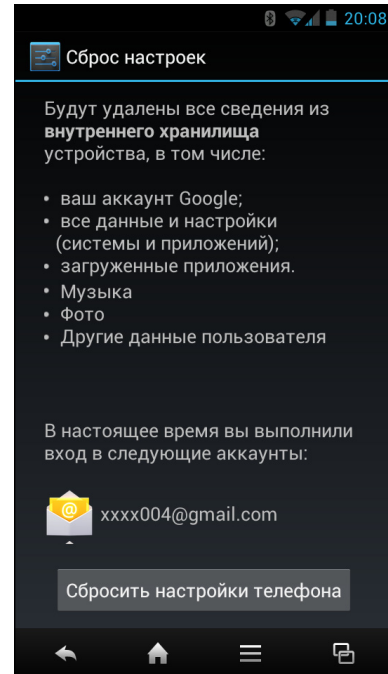 20:08
Сброс настроек
Будут удалены все сведения из
внутреннего хранилища
устройства, в том числе:
• ваш аккаунт Google;
• все данные и настройки
(системы и приложений);
• загруженные приложения.
• Музыка
• Фото
• Другие данные пользователя
В настоящее время вы выполнили
вход в следующие аккаунты:
@
xxxx004@gmail.com
Сбросить настройки телефона